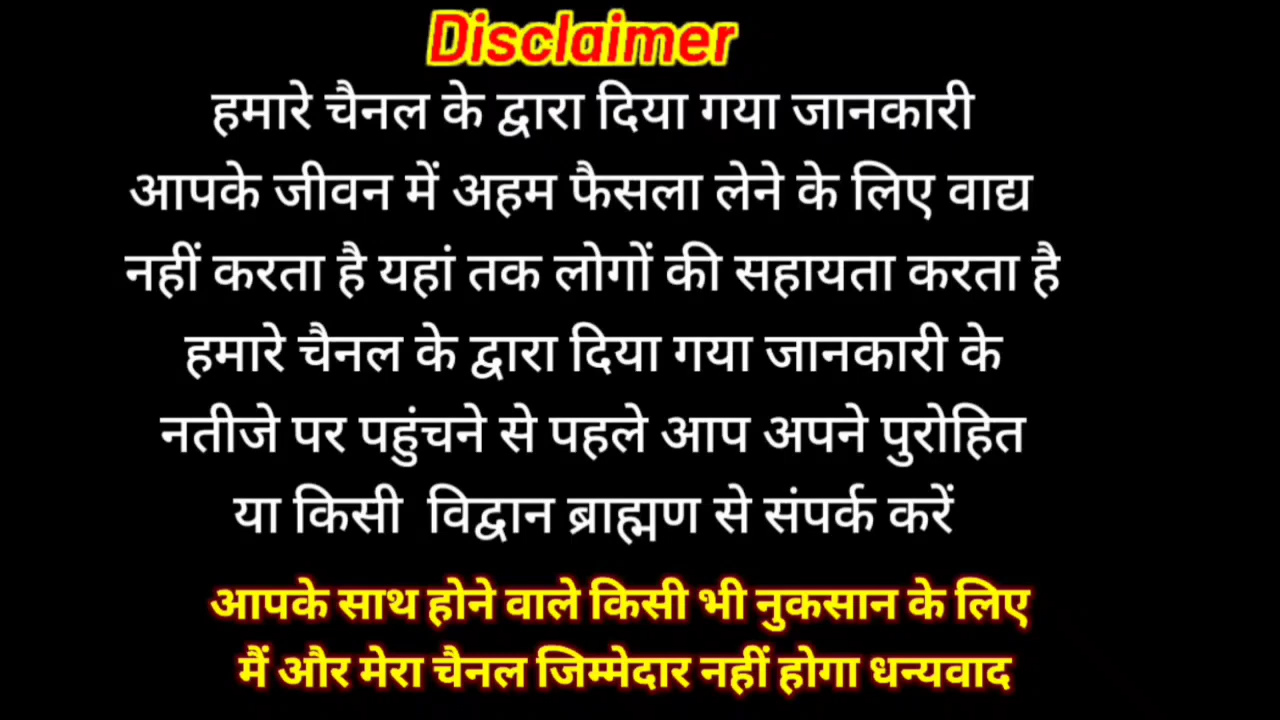 Disclaimer
हमारे चैनल के द्वारा दिया गया जानकारी
आपके जीवन में अहम फैसला लेने के लिए वाद्य
नहीं करता है यहां तक लोगों की सहायता करता है
हमारे चैनल के द्वारा दिया गया जानकारी के
नतीजे पर पहुंचने से पहले आप अपने पुरोहित
या किसी विद्वान ब्राह्मण से संपर्क करें
आपके साथ होने वाले किसी भी नुकसान के लिए
मैं और मेरा चैनल जिम्मेदार नहीं होगा धन्यवाद